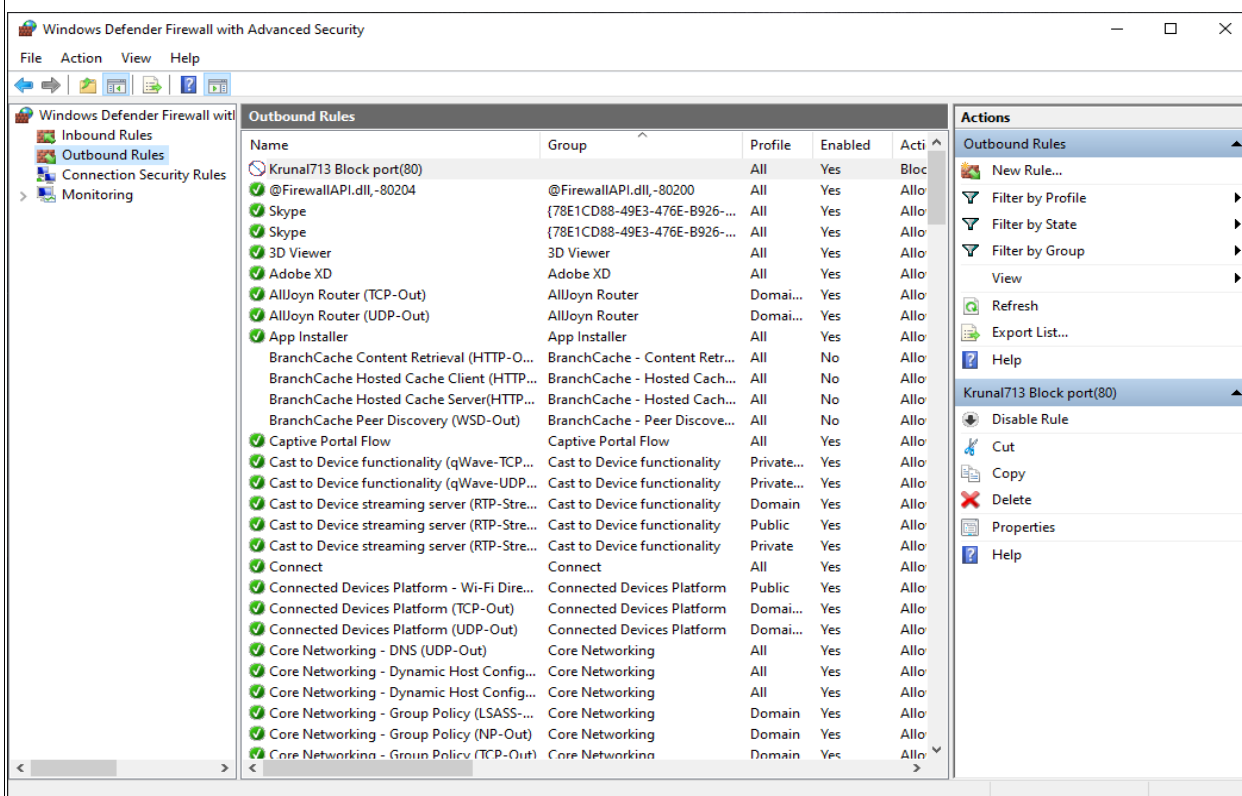 Windows Defender Firewall with Advanced Security
File Action View Help
Windows Defender Firewall witl
Inbound Rules
Outbound Rules
Connection Security Rules
Monitoring
Outbound Rules
Name Group Profile Enabled Acti
Krunal713 Block port(80) All Yes Bloc
@FirewallAPI.dll,-80204 @FirewallAPI.dll,-80200 All Yes Allo
Skype {78E1CD88-49E3-476E-B926-... All Yes Allo
Skype {78E1CD88-49E3-476E-B926-... All Yes Allo
3D Viewer 3D Viewer All Yes Allo
Adobe XD Adobe XD All Yes Allo
AllJoyn Router (TCP-Out) AllJoyn Router Domai... Yes Allo
AllJoyn Router (UDP-Out) AllJoyn Router Domai... Yes Allo
App Installer App Installer All Yes Allo
BranchCache Content Retrieval (HTTP-O... BranchCache - Content Retr... All No Allo
BranchCache Hosted Cache Client (HTTP... BranchCache - Hosted Cach... All No Allo
BranchCache Hosted Cache Server(HTTP... BranchCache - Hosted Cach... All No Allo
BranchCache Peer Discovery (WSD-Out) BranchCache - Peer Discove... All No Allo
Captive Portal Flow Captive Portal Flow All Yes Allo
Cast to Device functionality (qWave-TCP... Cast to Device functionality Private... Yes Allo
Cast to Device functionality (qWave-UDP... Cast to Device functionality Private... Yes Allo
Cast to Device streaming server (RTP-Stre... Cast to Device functionality Domain Yes Allo
Cast to Device streaming server (RTP-Stre... Cast to Device functionality Public Yes Allo
Cast to Device streaming server (RTP-Stre... Cast to Device functionality Private Yes Allo
Connect Connect All Yes Allo
Connected Devices Platform - Wi-Fi Dire... Connected Devices Platform Public Yes Allo
Connected Devices Platform (TCP-Out) Connected Devices Platform Domai... Yes Allo
Connected Devices Platform (UDP-Out) Connected Devices Platform Domai... Yes Allo
Core Networking - DNS (UDP-Out) Core Networking All Yes Allo
Core Networking - Dynamic Host Config... Core Networking All Yes Allo
Core Networking - Dynamic Host Config... Core Networking All Yes Allo
Core Networking - Group Policy (LSASS-... Core Networking Domain Yes Allo
Core Networking - Group Policy (NP-Out) Core Networking Domain Yes Allo
Core Networking - Group Policy (TCP-Out) Core Networking Domain Yes Allo
Actions
Outbound Rules
New Rule...
Filter by Profile
Filter by State
Filter by Group
View
Refresh
Export List...
Help
Krunal713 Block port(80)
Disable Rule
Cut
Copy
Delete
Properties
Help